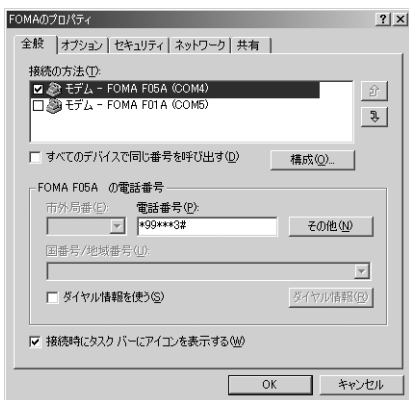 FOMAのプロパティ
全般 オプション セキュリティ ネットワーク 共有
接続の方法(T):
モデム - FOMA F05A (COM4)
モデム - FOMA F01A (COM5)
すべてのデバイスで同じ番号を呼び出す(D)
構成(O)...
FOMA F05A の電話番号
市外局番(E): 電話番号(P):
*99***3# その他(N)
国番号/地域番号(U):
ダイヤル情報を使う(S) ダイヤル情報(R)
接続時にタスク バーにアイコンを表示する(W)
OK キャンセル